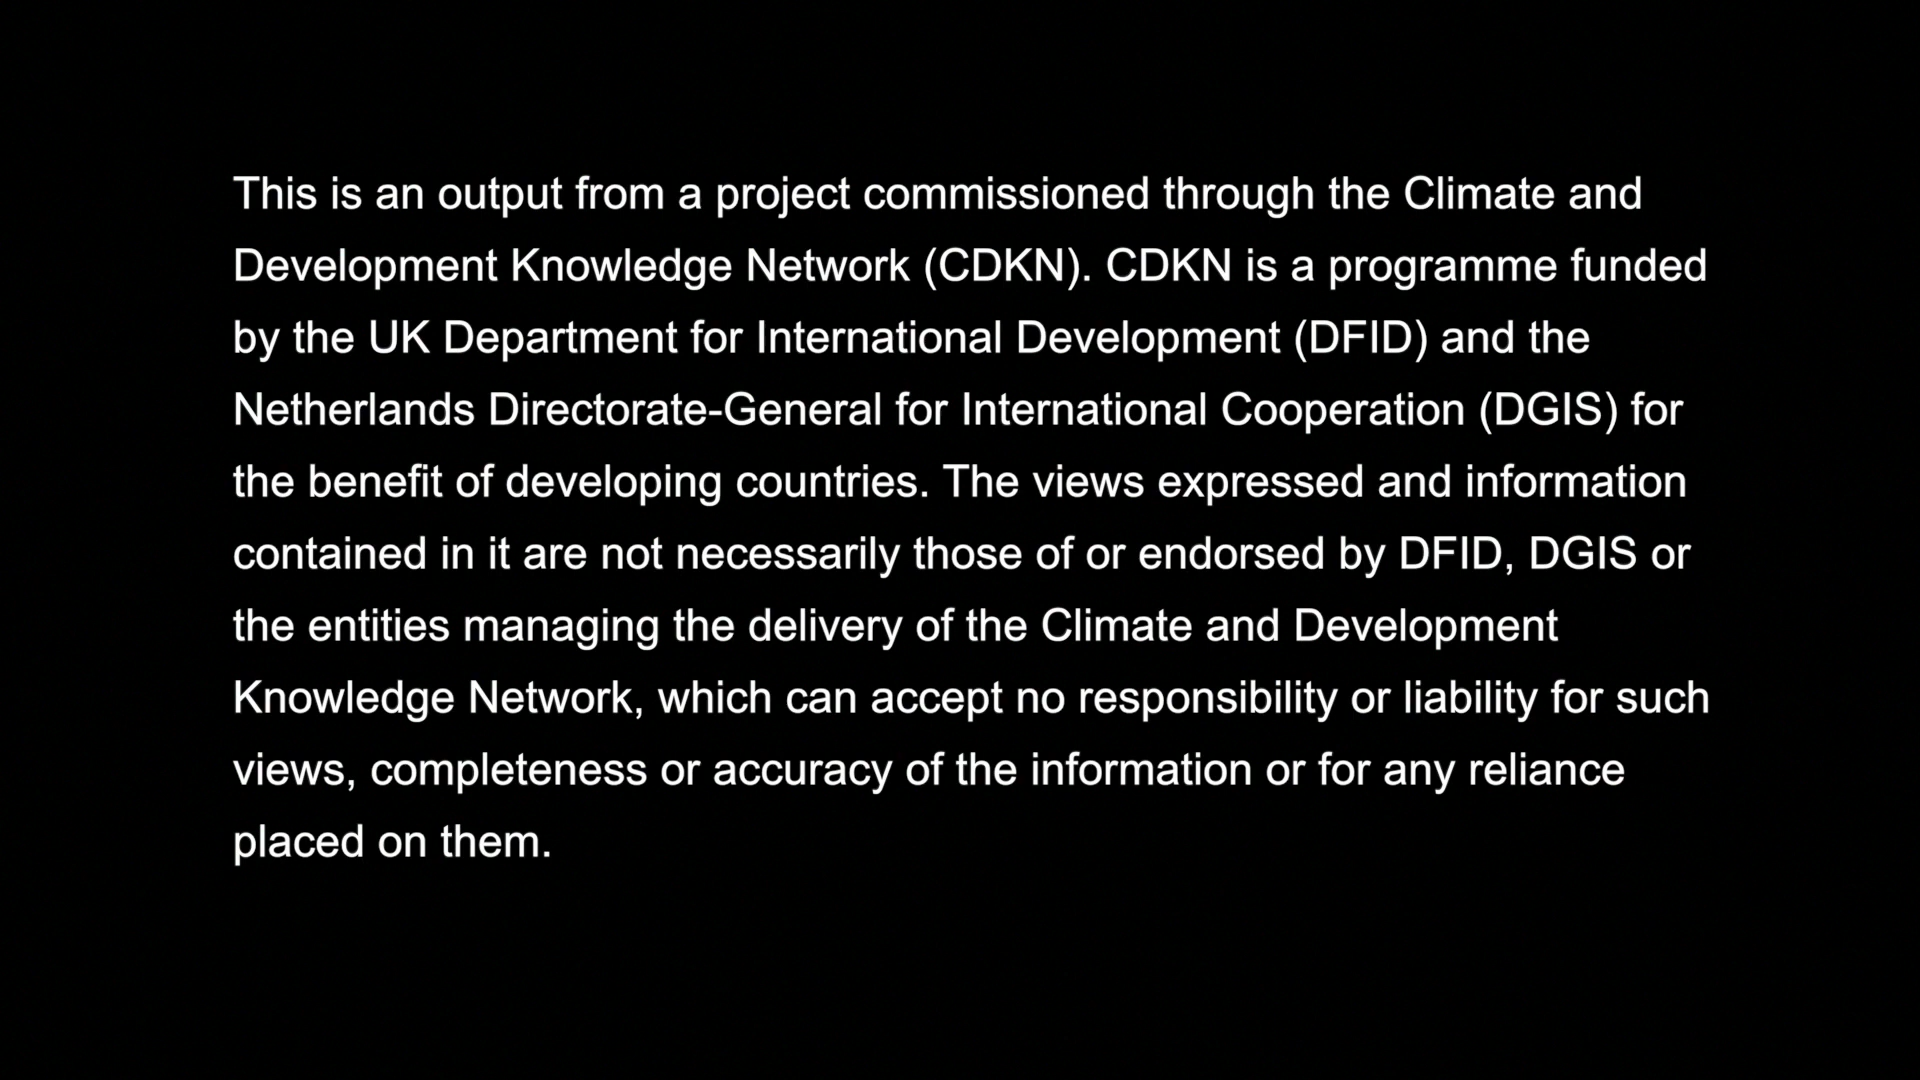 This is an output from a project commissioned through the Climate and
Development Knowledge Network (CDKN). CDKN is a programme funded
by the UK Department for International Development (DFID) and the
Netherlands Directorate-General for International Cooperation (DGIS) for
the benefit of developing countries. The views expressed and information
contained in it are not necessarily those of or endorsed by DFID, DGIS or
the entities managing the delivery of the Climate and Development
Knowledge Network, which can accept no responsibility or liability for such
views, completeness or accuracy of the information or for any reliance
placed on them.